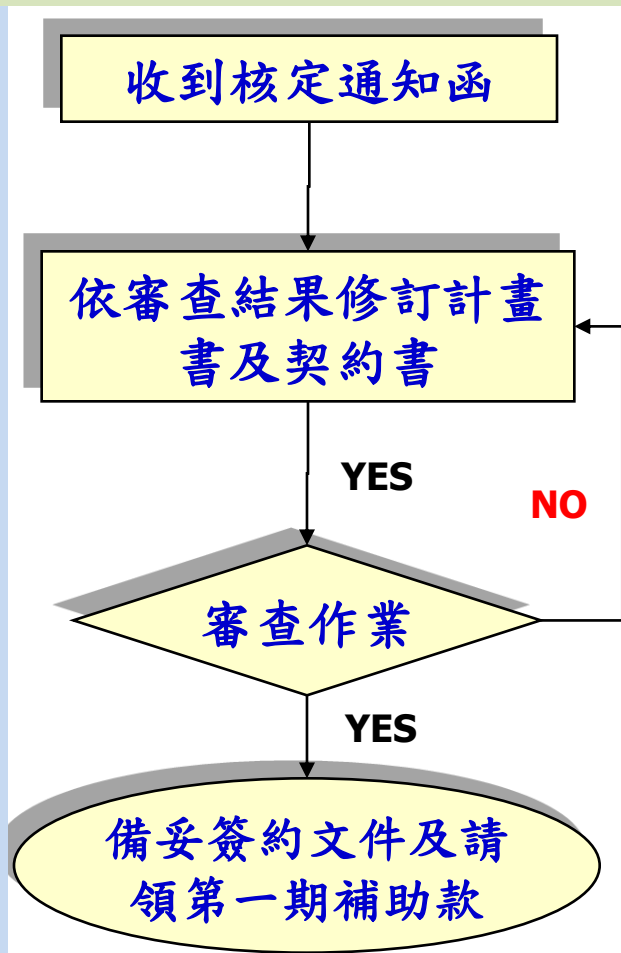 收到核定通知函
依審查結果修訂計畫
書及契約書
YES
NO
審查作業
YES
備妥簽約文件及請
領第一期補助款